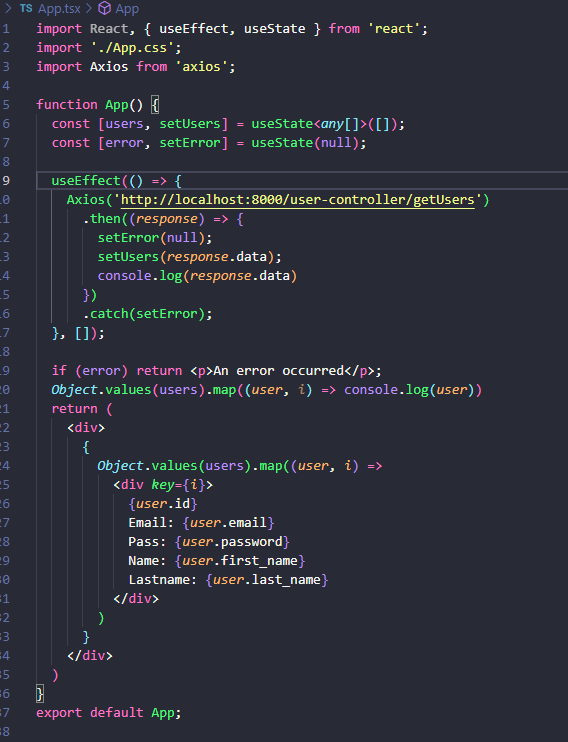 TS App.tsx > App
1 import React, { useEffect, useState } from 'react';
2 import './App.css';
3 import Axios from 'axios';
4
5 function App() {
6   const [users, setUsers] = useState<any[]>([]);
7   const [error, setError] = useState(null);
8
9   useEffect(() => {
10     Axios('http://localhost:8000/user-controller/getUsers')
11       .then((response) => {
12         setError(null);
13         setUsers(response.data);
14         console.log(response.data)
15       })
16       .catch(setError);
17   }, []);
18
19   if (error) return <p>An error occurred</p>;
20   Object.values(users).map((user, i) => console.log(user))
21   return (
22     <div>
23       {
24         Object.values(users).map((user, i) =>
25           <div key={i}>
26             {user.id}
27             Email: {user.email}
28             Pass: {user.password}
29             Name: {user.first_name}
30             Lastname: {user.last_name}
31           </div>
32         )
33       }
34     </div>
35   )
36 }
37 export default App;
38